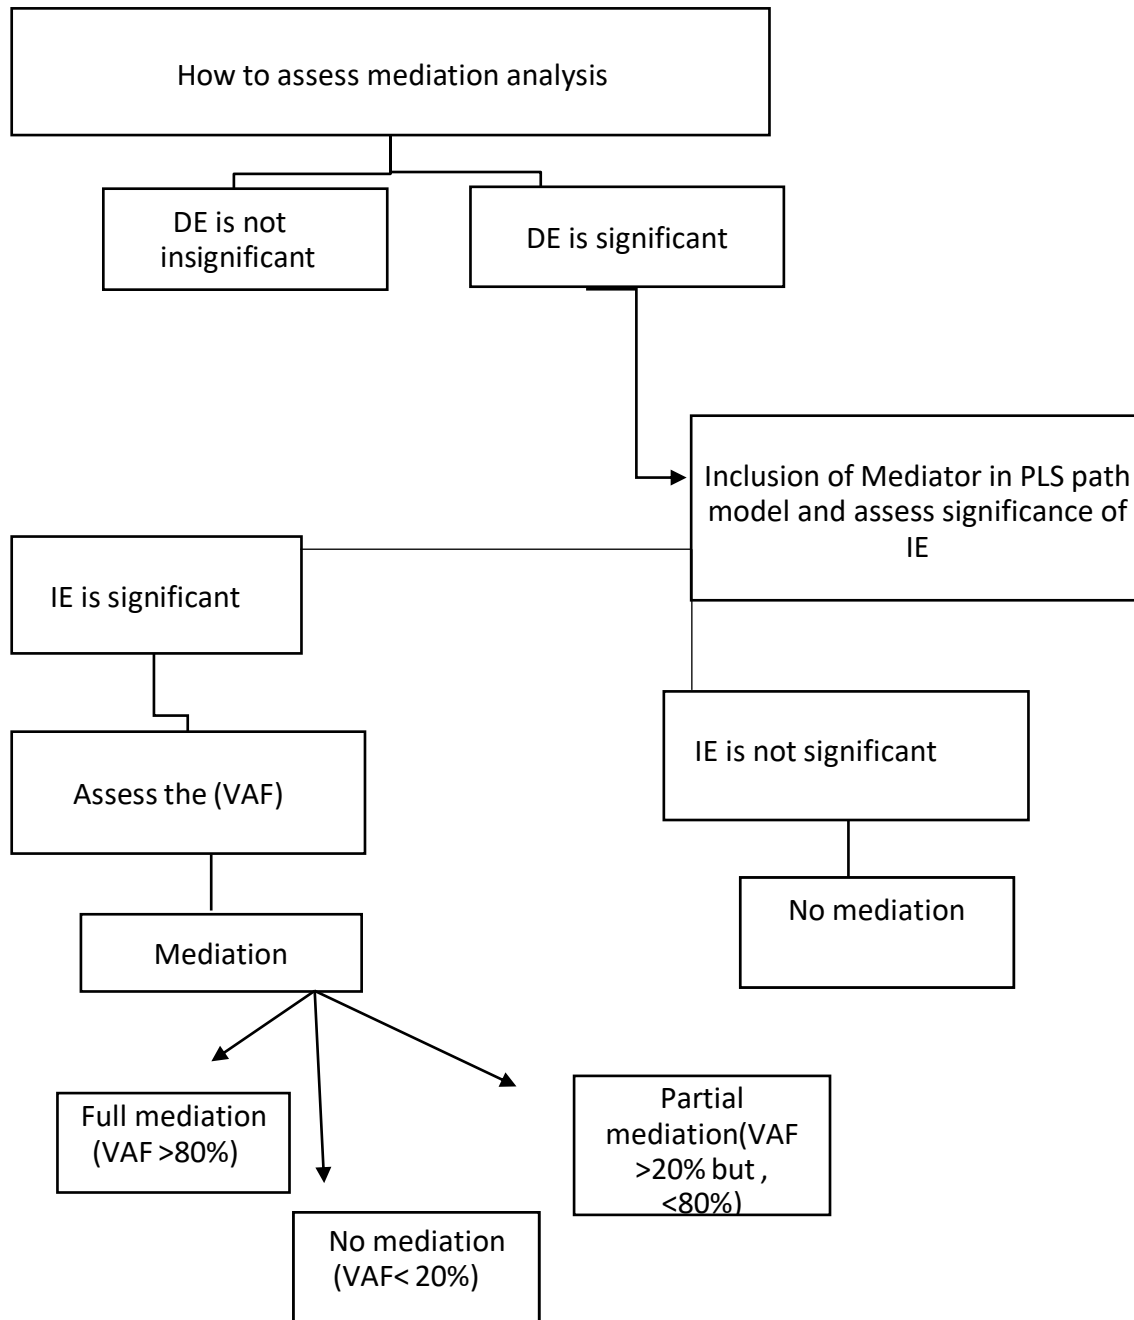 How to assess mediation analysis
DE is not
insignificant
DE is significant
Inclusion of Mediator in PLS path
model and assess significance of
IE
IE is significant
IE is not significant
Assess the (VAF)
No mediation
Mediation
Full mediation
(VAF >80%)
Partial
mediation(VAF
>20% but ,
<80%)
No mediation
(VAF< 20%)